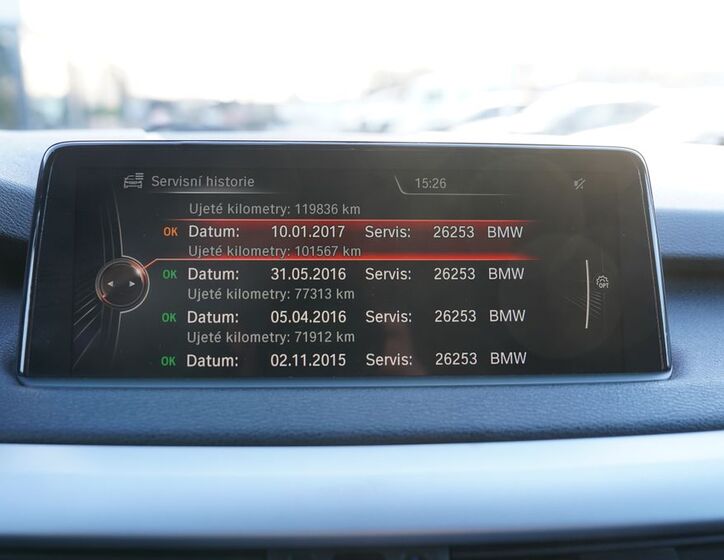 Servisní historie 15:26
Ujeté kilometry: 119836 km
OK Datum: 10.01.2017 Servis: 26253 BMW
Ujeté kilometry: 101567 km
OK Datum: 31.05.2016 Servis: 26253 BMW
Ujeté kilometry: 77313 km
OK Datum: 05.04.2016 Servis: 26253 BMW
Ujeté kilometry: 71912 km
OK Datum: 02.11.2015 Servis: 26253 BMW
OPT